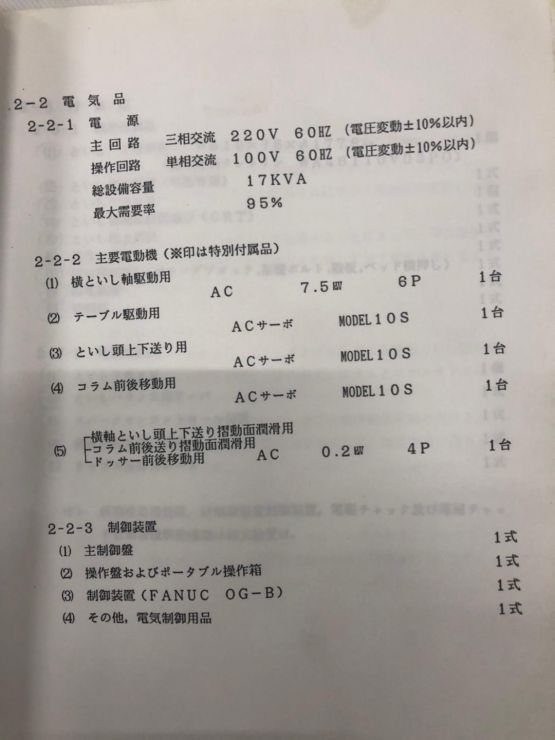 2-2 電気品
2-2-1 電源
主回路 三相交流 220V 60HZ (電圧変動±10%以内)
操作回路 単相交流 100V 60HZ (電圧変動±10%以内)
総設備容量 17KVA
最大需要率 95%
2-2-2 主要電動機(※印は特別付属品)
(1) 横といし軸駆動用
AC 7.5㎾ 6P 1台
(2) テーブル駆動用
ACサーボ MODEL10S 1台
(3) といし頭上下送り用
ACサーボ MODEL10S 1台
(4) コラム前後移動用
ACサーボ MODEL10S 1台
横軸といし頭上下送り摺動面潤滑用
(5) コラム前後送り摺動面潤滑用
ドッサー前後移動用 AC 0.2㎾ 4P 1台
2-2-3 制御装置
(1) 主制御盤 1式
(2) 操作盤およびポータブル操作箱 1式
(3) 制御装置(FANUC OG-B) 1式
(4) その他,電気制御用品 1式